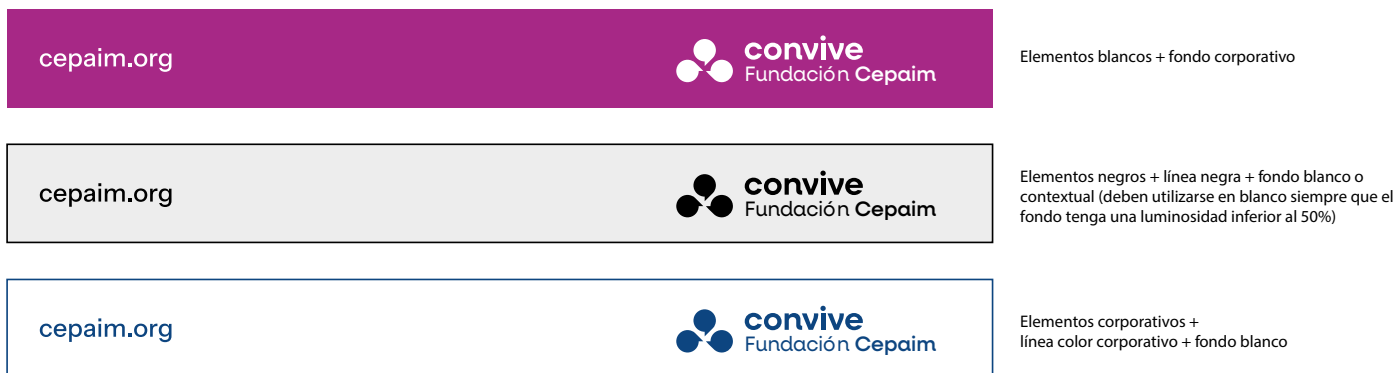 cepaim.org
convive
Fundación Cepaim
Elementos blancos + fondo corporativo
cepaim.org
convive
Fundación Cepaim
Elementos negros + línea negra + fondo blanco o
contextual (deben utilizarse en blanco siempre que el
fondo tenga una luminosidad inferior al 50%)
cepaim.org
convive
Fundación Cepaim
Elementos corporativos +
línea color corporativo + fondo blanco